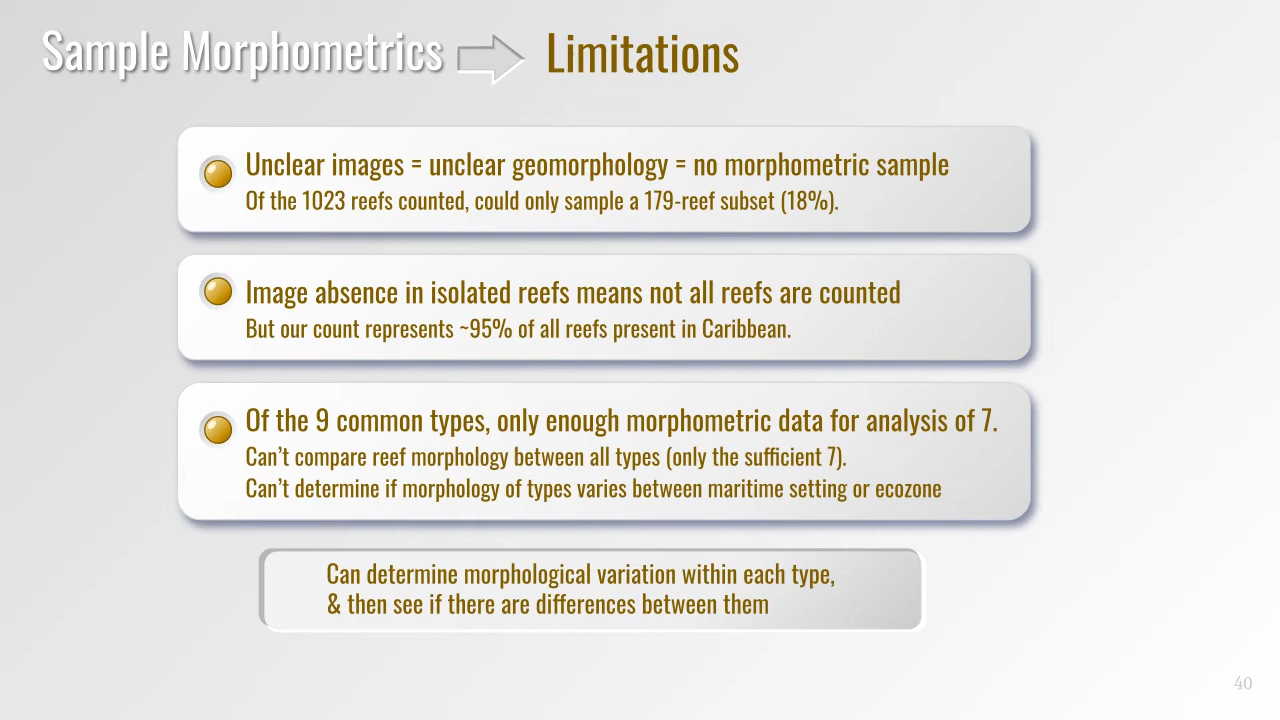 Sample Morphometrics Limitations
Unclear images = unclear geomorphology = no morphometric sample
Of the 1023 reefs counted, could only sample a 179-reef subset (18%).
Image absence in isolated reefs means not all reefs are counted
But our count represents ~95% of all reefs present in Caribbean.
Of the 9 common types, only enough morphometric data for analysis of 7.
Can't compare reef morphology between all types (only the sufficient 7).
Can't determine if morphology of types varies between maritime setting or ecozone
Can determine morphological variation within each type,
& then see if there are differences between them
40